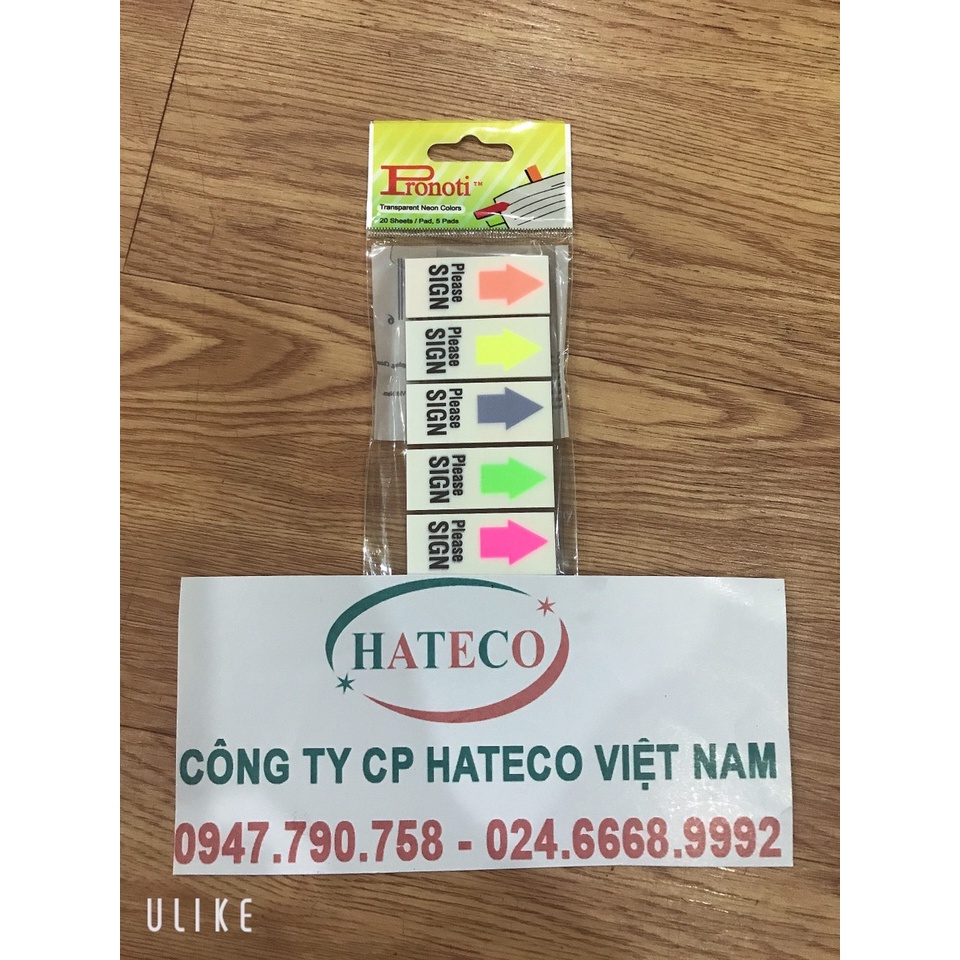 Pronoti™
Transparent Neon Colors
20 Sheets / Pad, 5 Pads
Please
SIGN
Please
SIGN
Please
SIGN
Please
SIGN
Please
SIGN
HATECO
CÔNG TY CP HATECO VIỆT NAM
0947.790.758 - 024.6668.9992
ULIKE